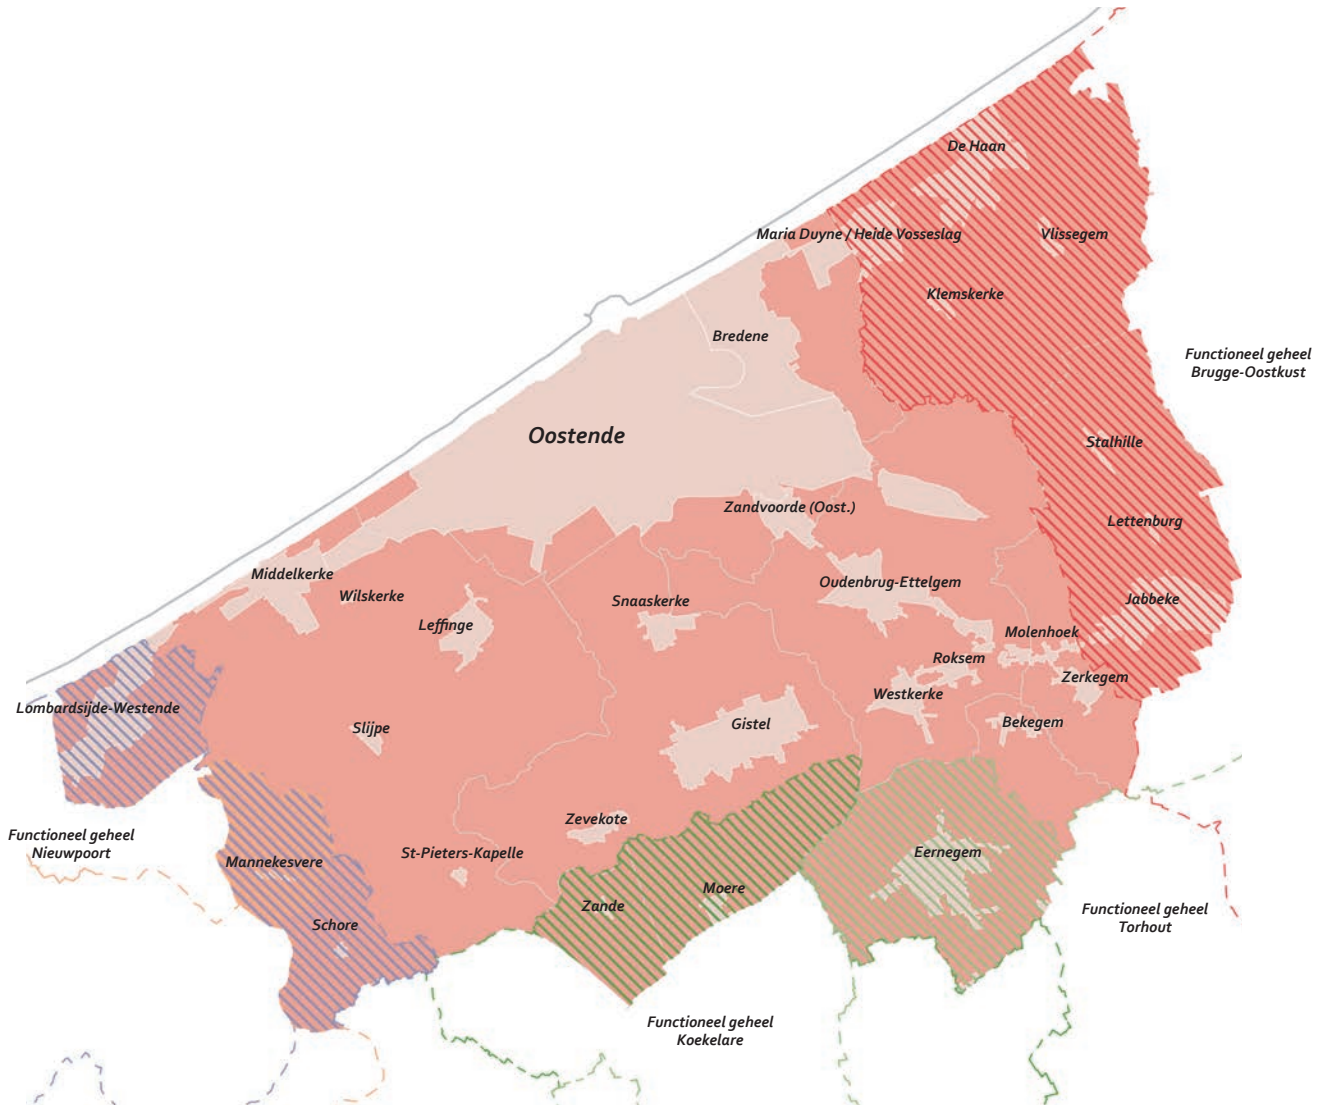 De Haan
Maria Duyne / Heide Vosseslag
Vlissegem
Klemskerke
Bredene
Functioneel geheel
Brugge-Oostkust
Oostende
Stalhille
Zandvoorde (Oost.)
Lettenburg
Middelkerke
Oudenbrug-Ettelgem
Wilskerke
Snaaskerke
Jabbeke
Leffinge
Molenhoek
Roksem
Zerkegem
Westkerke
Lombardsijde-Westende
Slijpe
Gistel
Bekegem
Zevekote
Functioneel geheel
Nieuwpoort
St-Pieters-Kapelle
Eernegem
Mannekesvere
Moere
Zande
Functioneel geheel
Torhout
Schore
Functioneel geheel
Koekelare